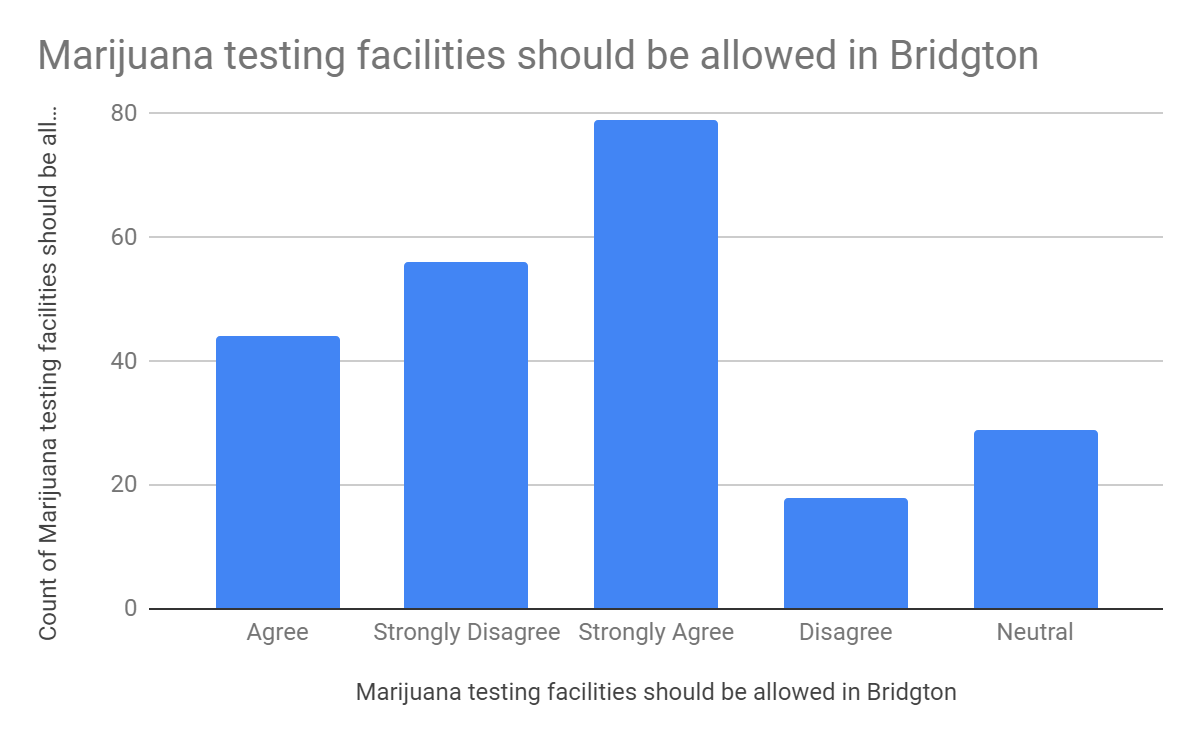 Marijuana testing facilities should be allowed in Bridgton
Count of Marijuana testing facilities should be all...
80
60
40
20
0
Agree
Strongly Disagree
Strongly Agree
Disagree
Neutral
Marijuana testing facilities should be allowed in Bridgton